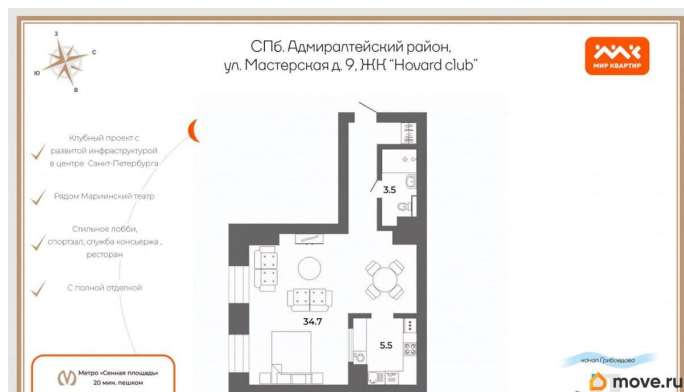 З
С
Ю
В
СПб. Адмиралтейский район,
ул. Мастерская д. 9, ЖК "Hovard club"
МИР КВАРТИР
Клубный проект с
развитой инфраструктурой
в центре Санкт-Петербурга
Рядом Мариинский театр
Стильное лобби,
спортзал, служба консьержа,
ресторан
С полной отделкой
3.5
34.7
5.5
Метро «Сенная площадь»
20 мин. пешком
канал Грибоедова
move.ru